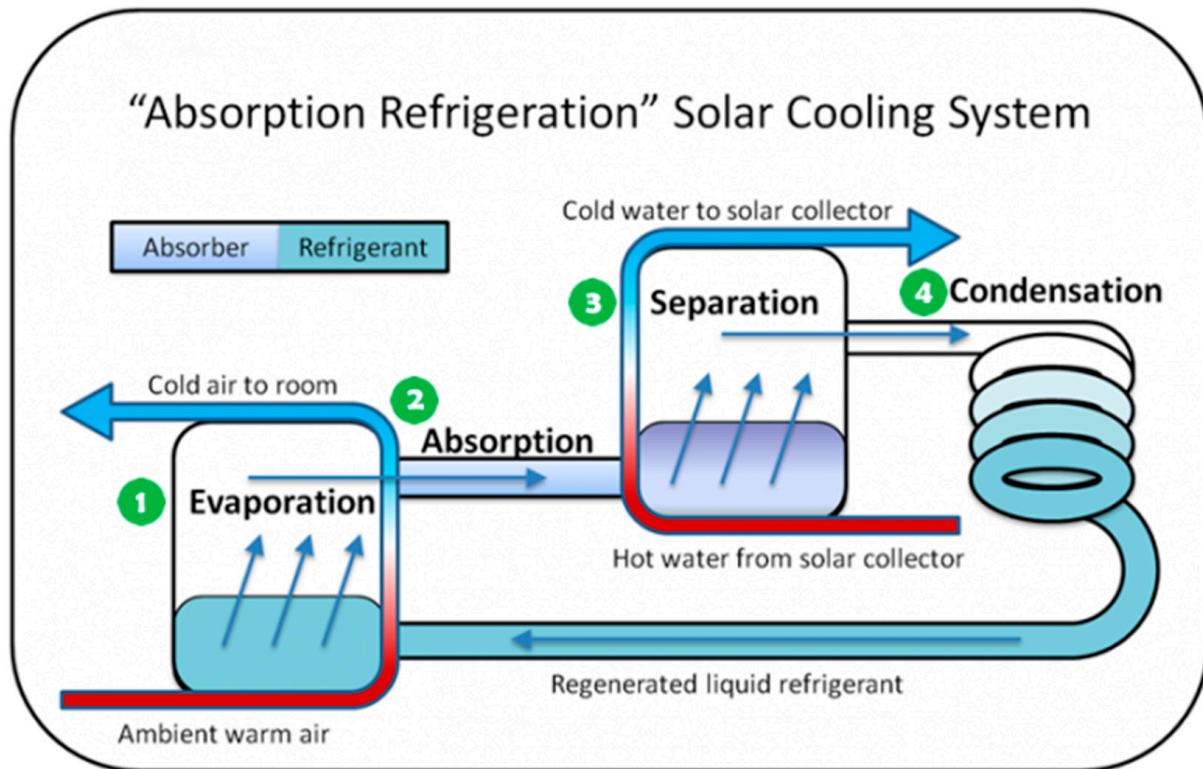 “Absorption Refrigeration” Solar Cooling System
Absorber
Refrigerant
Cold water to solar collector
3
Separation
4
Condensation
Cold air to room
2
Absorption
1
Evaporation
Hot water from solar collector
Regenerated liquid refrigerant
Ambient warm air